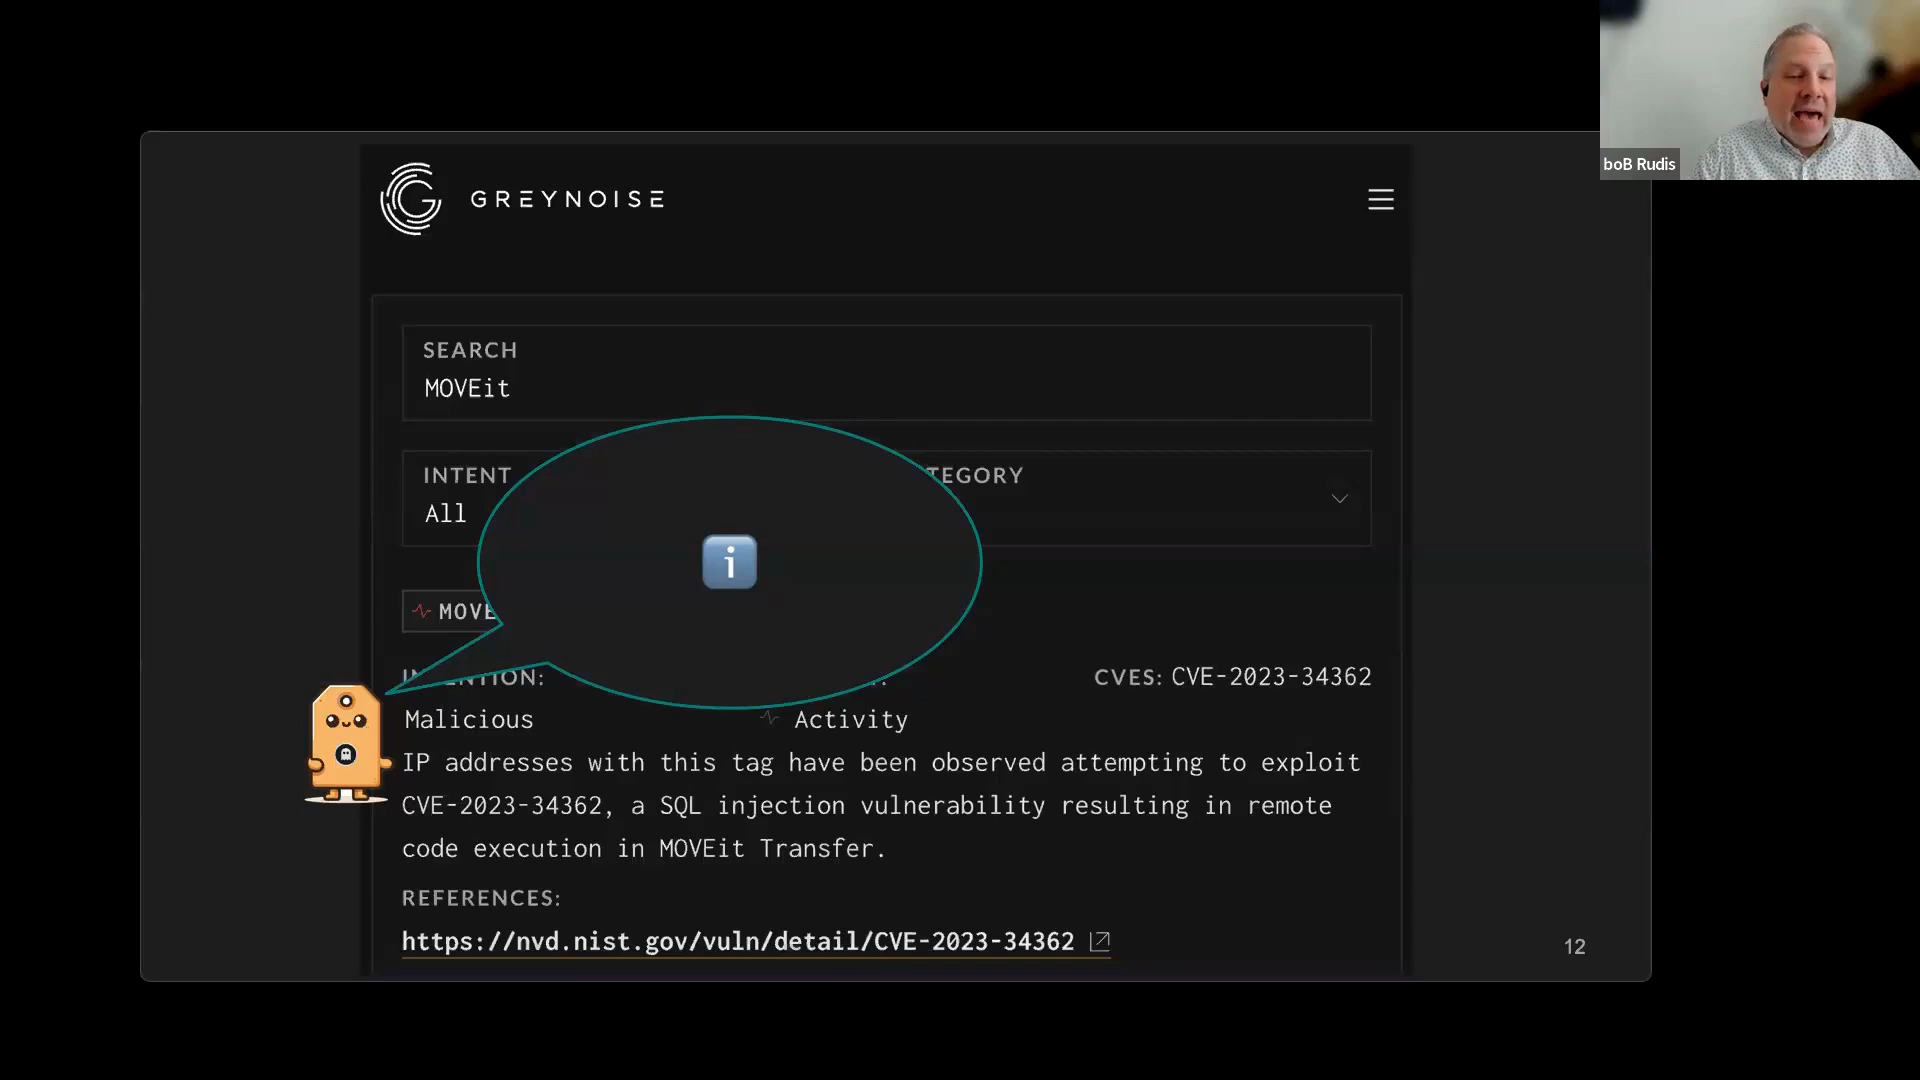 boB Rudis
GREYNOISE
SEARCH
MOVEit
INTENT
TEGORY
All
i
MOVE
INTENTION:
CVES: CVE-2023-34362
Malicious
Activity
IP addresses with this tag have been observed attempting to exploit
CVE-2023-34362, a SQL injection vulnerability resulting in remote
code execution in MOVEit Transfer.
REFERENCES:
https://nvd.nist.gov/vuln/detail/CVE-2023-34362
12